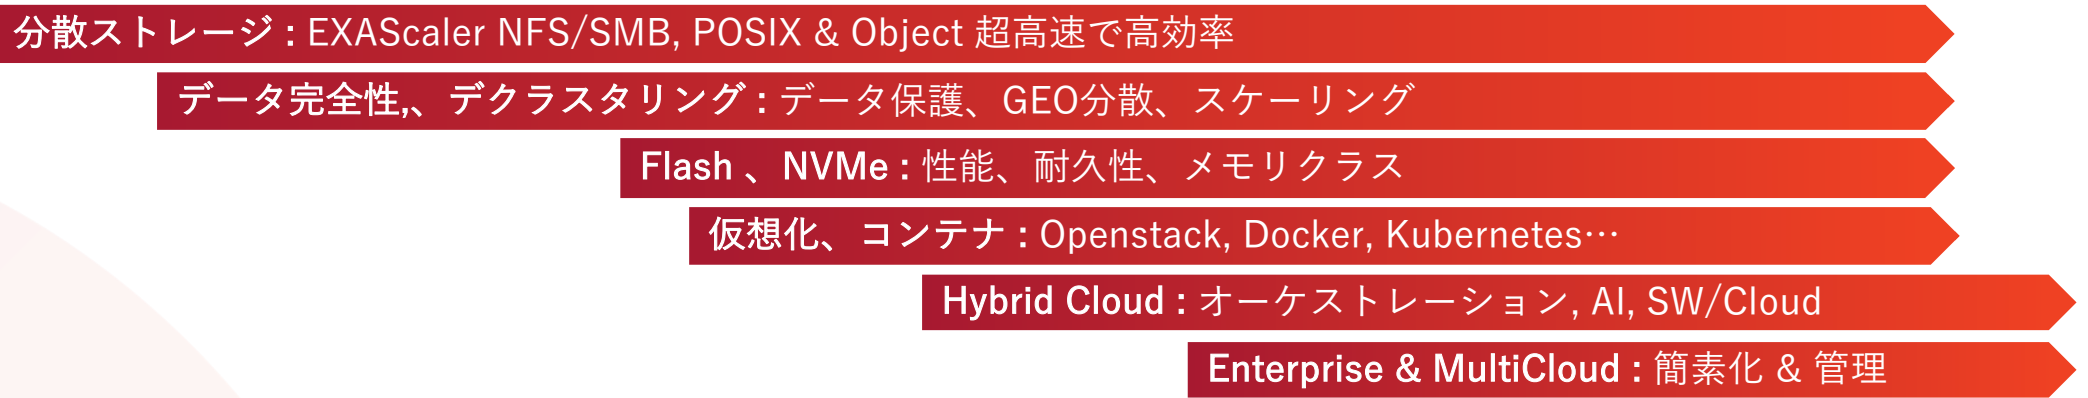 分散ストレージ : EXAScaler NFS/SMB, POSIX & Object 超高速で高効率
データ完全性,、デクラスタリング : データ保護、GEO分散、スケーリング
Flash 、NVMe : 性能、耐久性、メモリクラス
仮想化、コンテナ : Openstack, Docker, Kubernetes…
Hybrid Cloud : オーケストレーション, AI, SW/Cloud
Enterprise & MultiCloud : 簡素化 & 管理